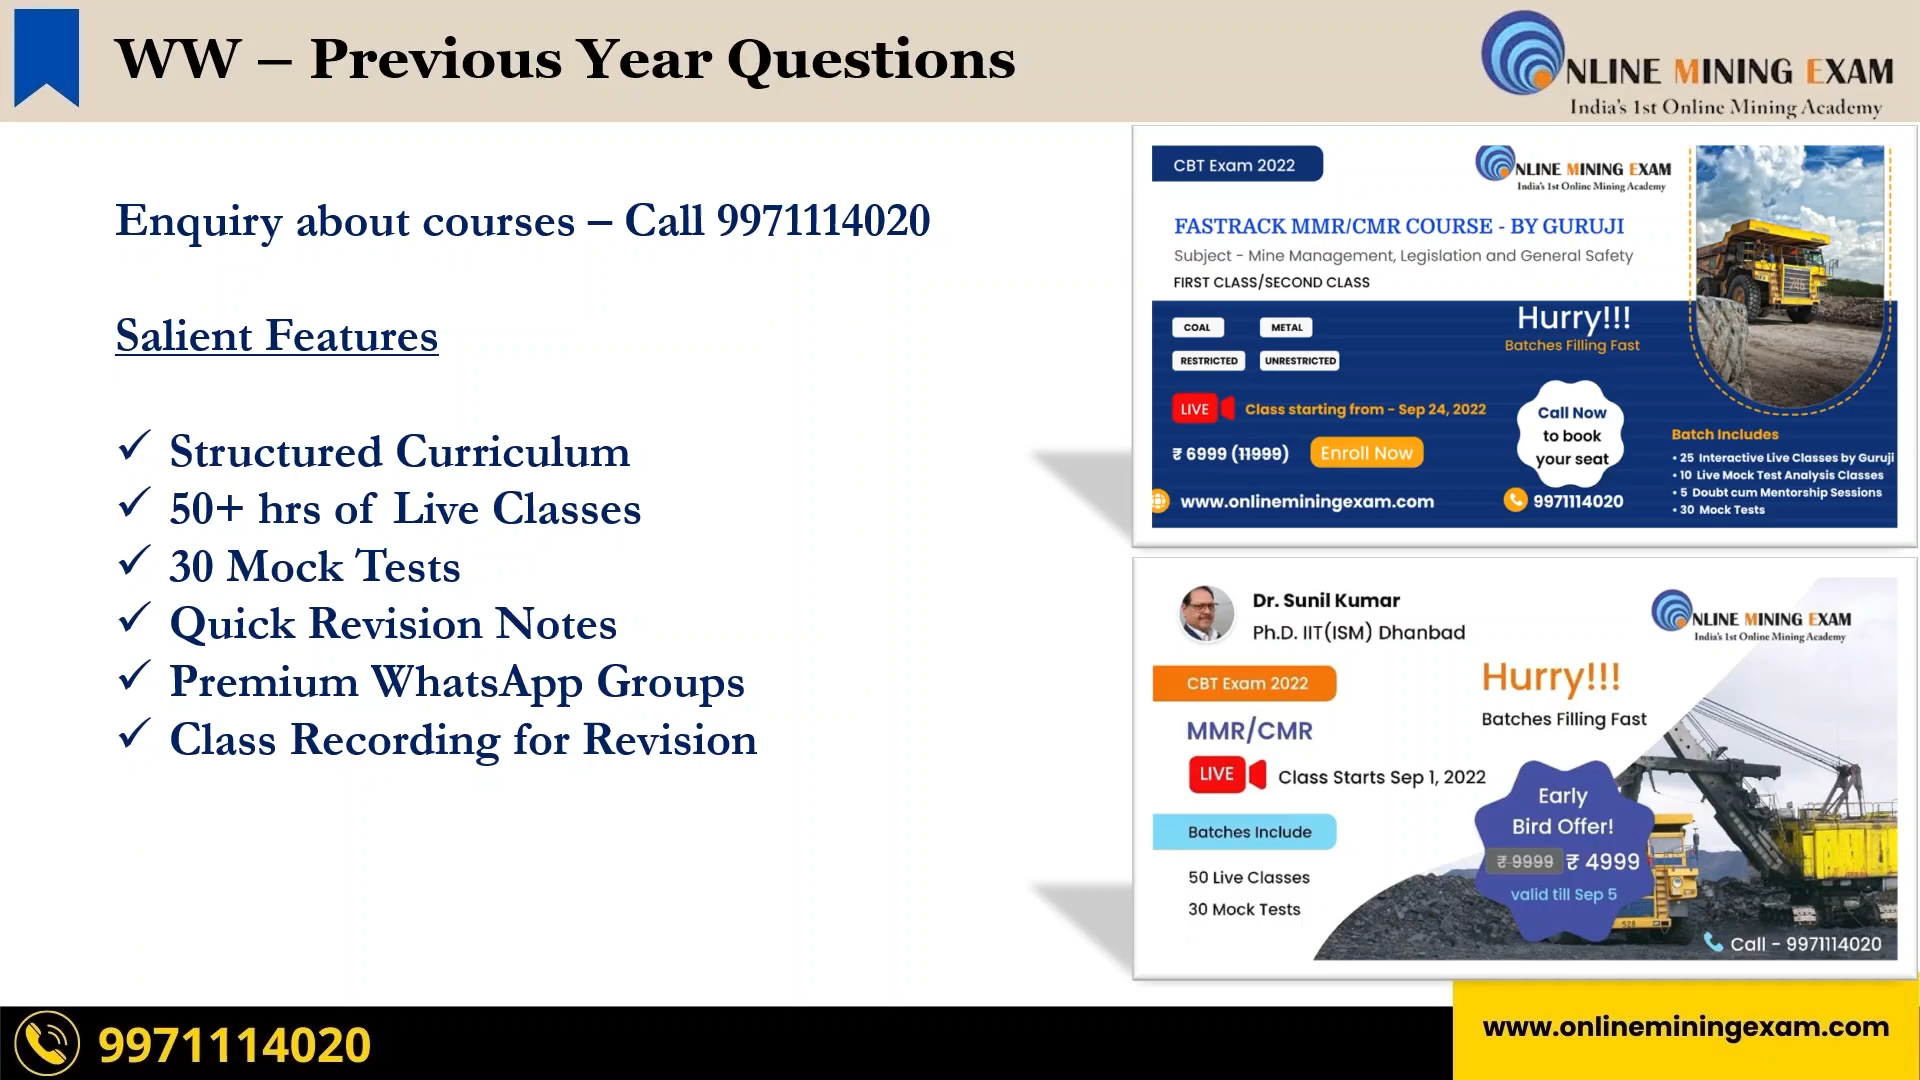 WW – Previous Year Questions
NLINE MINING EXAM
India's 1st Online Mining Academy
Enquiry about courses – Call 9971114020
Salient Features
✓ Structured Curriculum
✓ 50+ hrs of Live Classes
✓ 30 Mock Tests
✓ Quick Revision Notes
✓ Premium WhatsApp Groups
✓ Class Recording for Revision
CBT Exam 2022
NLINE MINING EXAM
India's 1st Online Mining Academy
FASTRACK MMR/CMR COURSE - BY GURUJI
Subject - Mine Management, Legislation and General Safety
FIRST CLASS/SECOND CLASS
COAL
METAL
RESTRICTED
UNRESTRICTED
Hurry!!!
Batches Filling Fast
LIVE
Class starting from - Sep 24, 2022
₹ 6999 (11999)
Enroll Now
Call Now
to book
your seat
www.onlineminingexam.com
9971114020
Batch Includes
• 25 Interactive Live Classes by Guruji
• 10 Live Mock Test Analysis Classes
• 5 Doubt cum Mentorship Sessions
• 30 Mock Tests
Dr. Sunil Kumar
Ph.D. IIT(ISM) Dhanbad
NLINE MINING EXAM
India's 1st Online Mining Academy
CBT Exam 2022
Hurry!!!
Batches Filling Fast
MMR/CMR
LIVE
Class Starts Sep 1, 2022
Batches Include
50 Live Classes
30 Mock Tests
Early
Bird Offer!
₹ 9999 ₹ 4999
valid till Sep 5
528
Call - 9971114020
9971114020
www.onlineminingexam.com